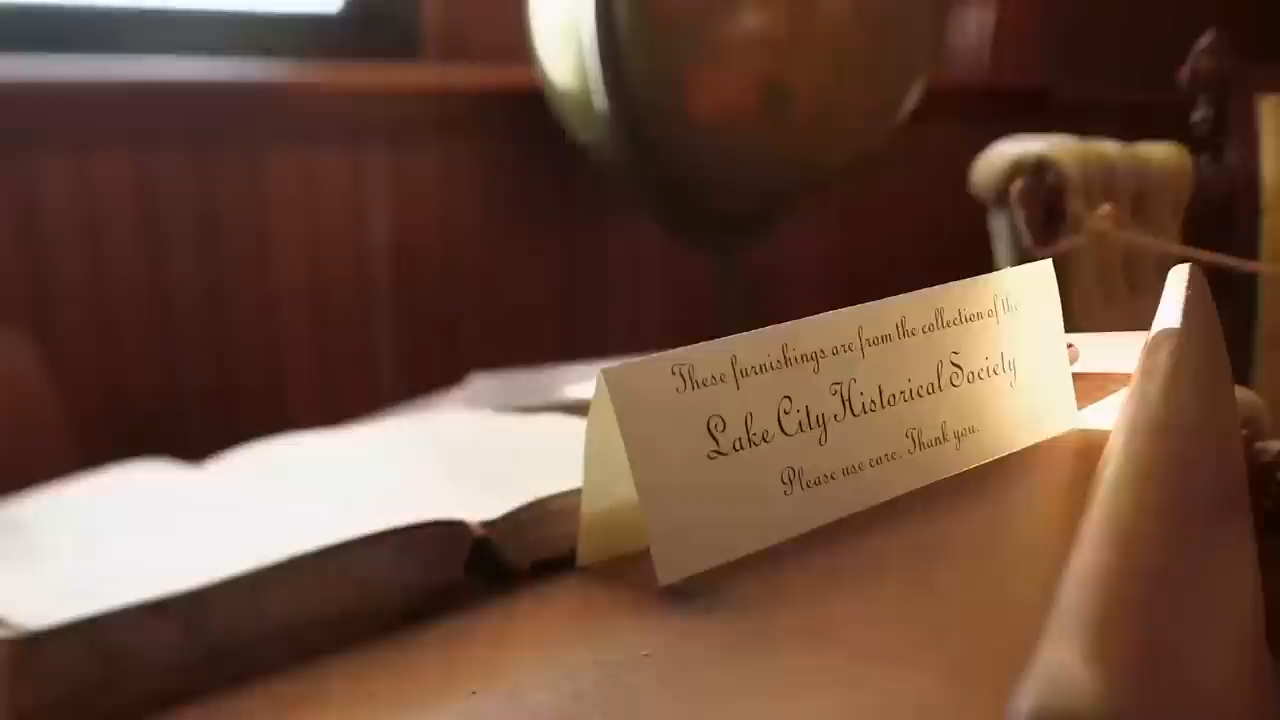 These furnishings are from the collection of the
Lake City Historical Society
Please use care. Thank you.